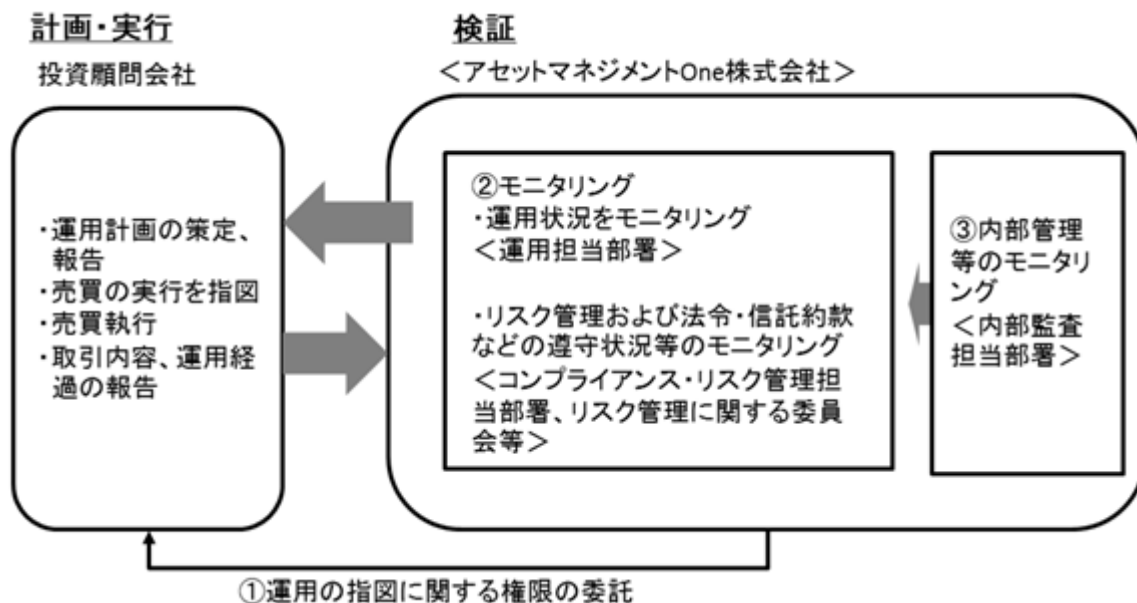 計画・実行
投資顧問会社
・運用計画の策定、
報告
・売買の実行を指図
・売買執行
・取引内容、運用経
過の報告
検証
＜アセットマネジメントOne株式会社＞
②モニタリング
・運用状況をモニタリング
＜運用担当部署＞
・リスク管理および法令・信託約款
などの遵守状況等のモニタリング
＜コンプライアンス・リスク管理担
当部署、リスク管理に関する委員
会等＞
③内部管理
等のモニタリ
ング
＜内部監査
担当部署＞
①運用の指図に関する権限の委託